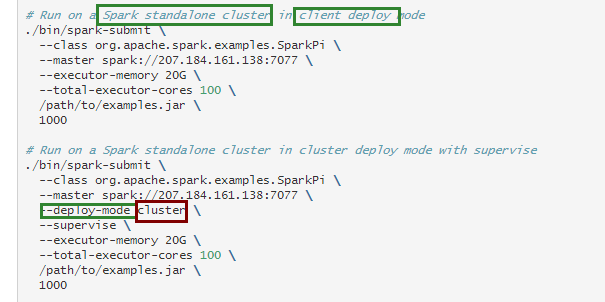 # Run on a Spark standalone cluster in client deploy mode
./bin/spark-submit \
--class org.apache.spark.examples.SparkPi \
--master spark://207.184.161.138:7077 \
--executor-memory 20G \
--total-executor-cores 100 \
/path/to/examples.jar \
1000
# Run on a Spark standalone cluster in cluster deploy mode with supervise
./bin/spark-submit \
--class org.apache.spark.examples.SparkPi \
--master spark://207.184.161.138:7077 \
--deploy-mode cluster \
--supervise \
--executor-memory 20G \
--total-executor-cores 100 \
/path/to/examples.jar \
1000